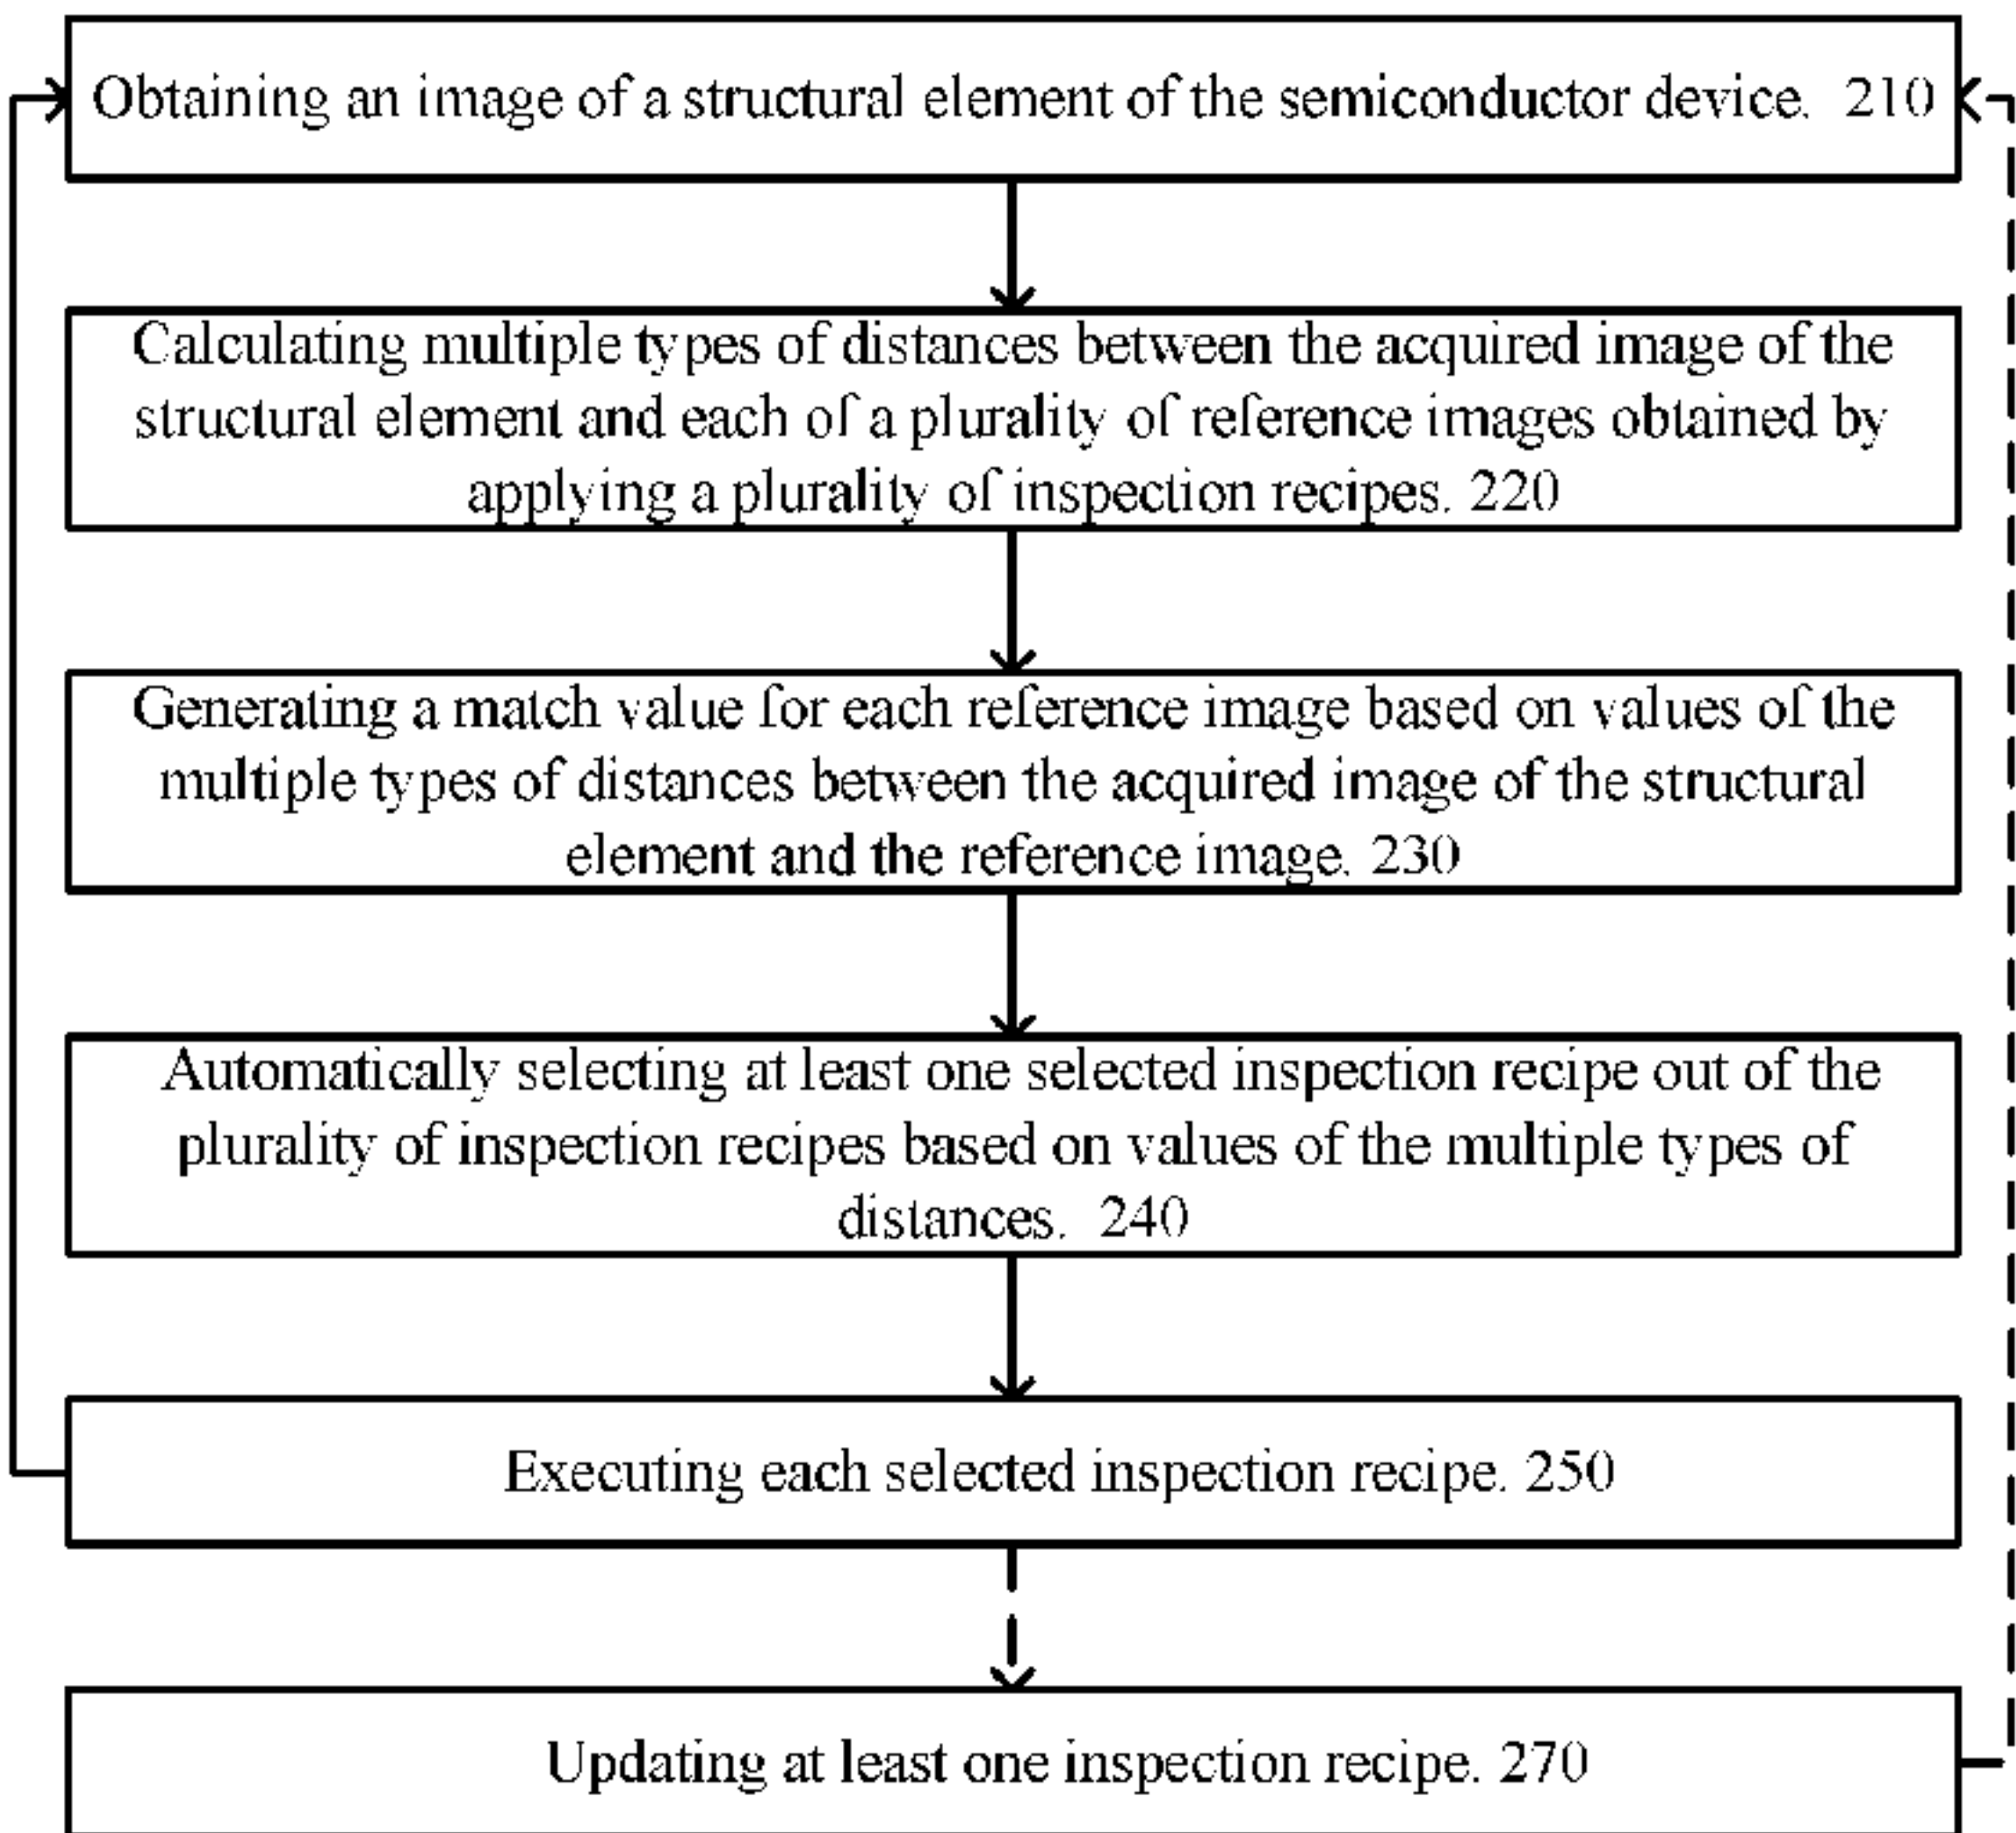 Obtaining an image of a structural element of the semiconductor device.  210
Calculating multiple types of distances between the acquired image of the
structural element and each of a plurality of reference images obtained by
applying a plurality of inspection recipes. 220
Generating a match value for each reference image based on values of the
multiple types of distances between the acquired image of the structural
element and the reference image. 230
Automatically selecting at least one selected inspection recipe out of the
plurality of inspection recipes based on values of the multiple types of
distances.  240
Executing each selected inspection recipe. 250
Updating at least one inspection recipe. 270